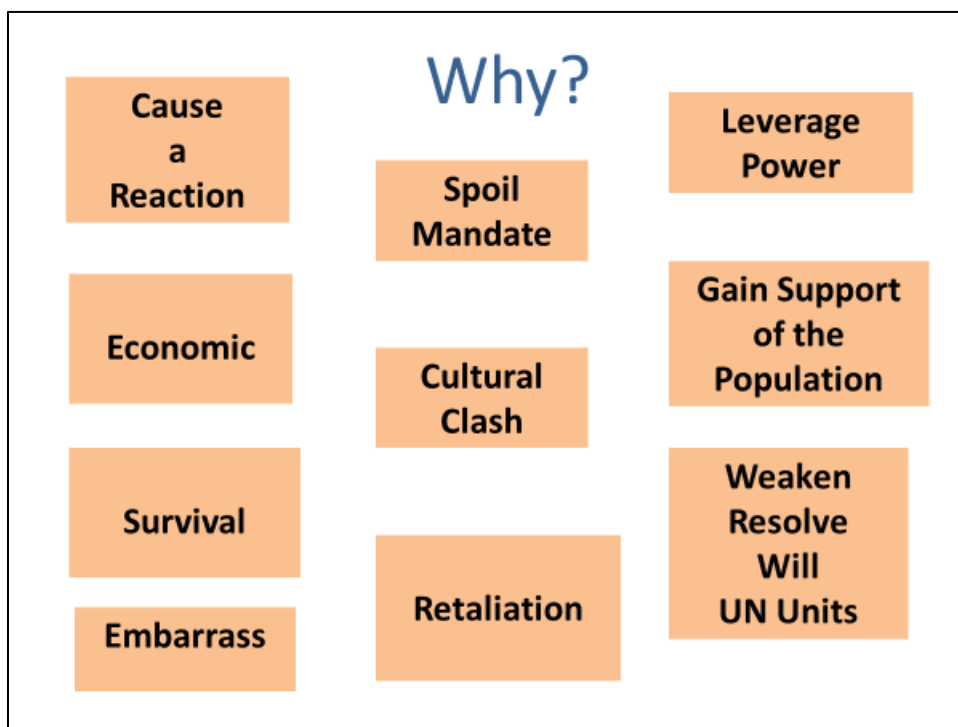 Why?
Cause
a
Reaction
Economic
Survival
Embarrass
Spoil
Mandate
Cultural
Clash
Retaliation
Leverage
Power
Gain Support
of the
Population
Weaken
Resolve
Will
UN Units